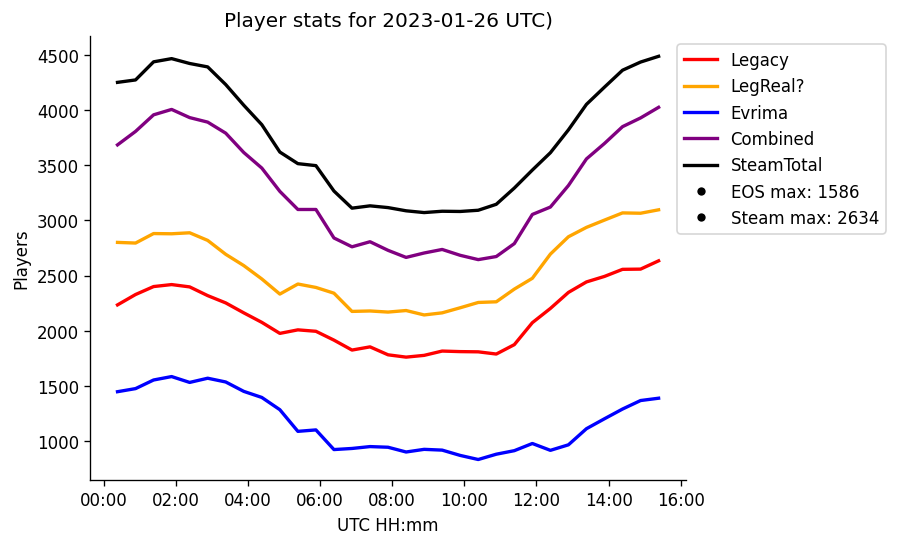 Player stats for 2023-01-26 UTC)
4500
4000
3500
3000
2500
2000
1500
1000
Players
00:00 02:00 04:00 06:00 08:00 10:00 12:00 14:00 16:00
UTC HH:mm
Legacy
LegReal?
Evrima
Combined
SteamTotal
EOS max: 1586
Steam max: 2634